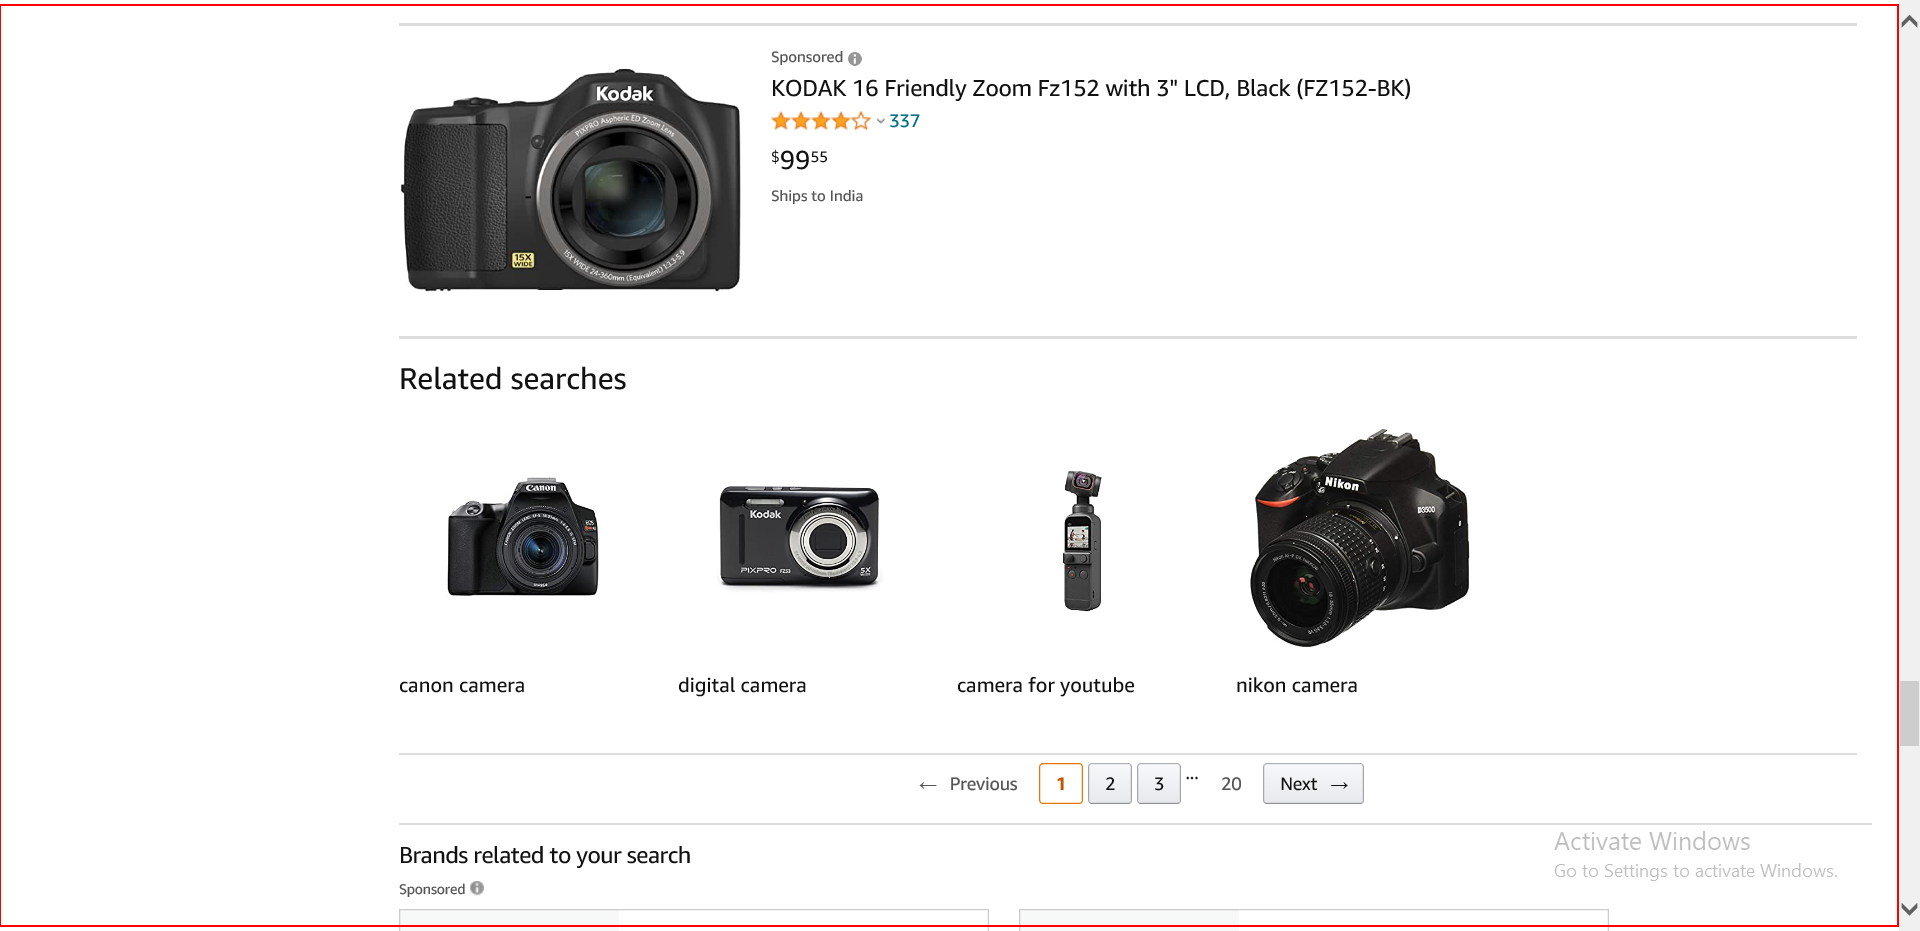 Sponsored
KODAK 16 Friendly Zoom Fz152 with 3" LCD, Black (FZ152-BK)
337
$99 55
Ships to India
Kodak
PIXPRO Aspheric ED Zoom Lens
15X
WIDE
15X WIDE 24-360mm (Equivalent) 1:3.3-5.9
Related searches
Canon
Kodak
PIXPRO FZ53
5X
Nikon
D3500
canon camera
digital camera
camera for youtube
nikon camera
← Previous 1 2 3 ... 20 Next →
Brands related to your search
Sponsored
Activate Windows
Go to Settings to activate Windows.